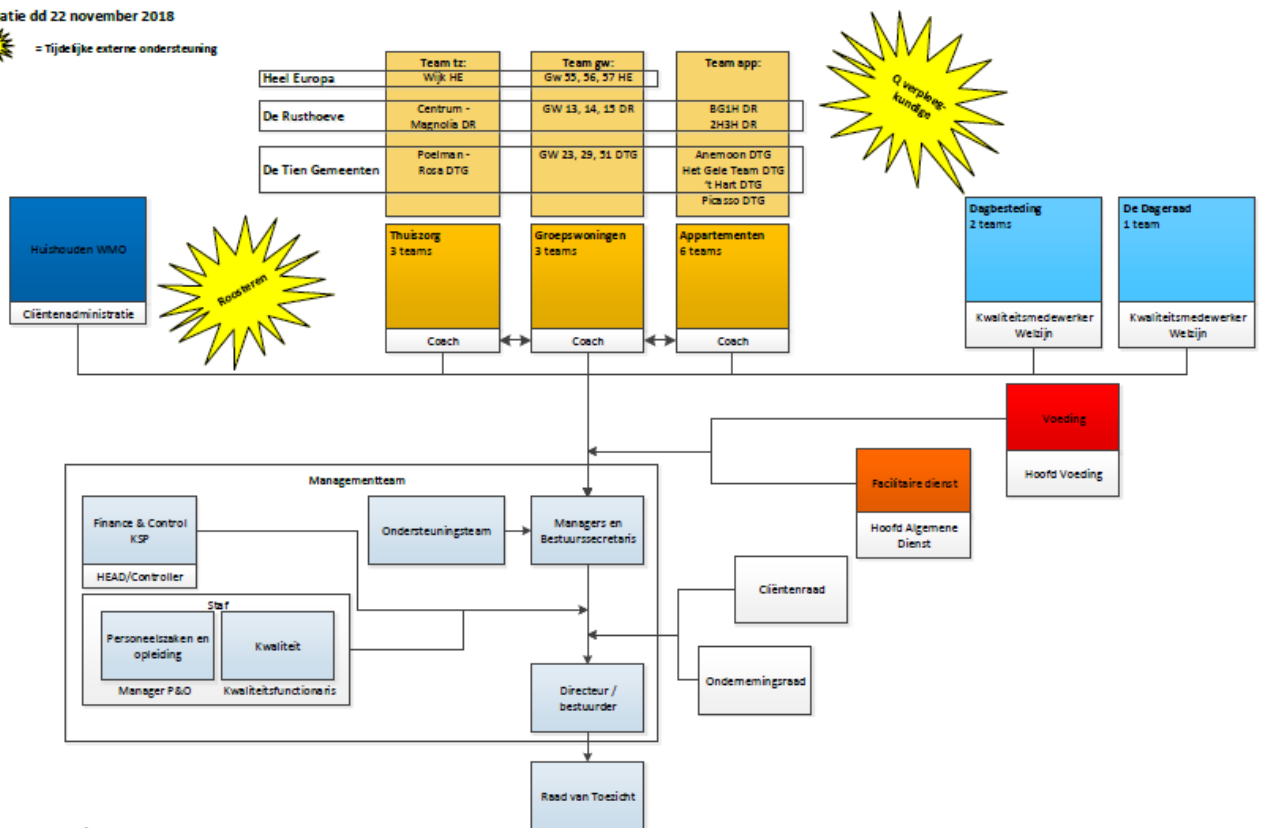 atie dd 22 november 2018
= Tijdelijke externe ondersteuning
Team tz:
Wijk HE
Team gw:
Gw 55, 56, 57 HE
Team app:
Heel Europa
De Rusthoeve
Centrum -
Magnolia DR
GW 13, 14, 15 DR
BG1H DR
2H3H DR
De Tien Gemeenten
Poelman -
Rosa DTG
GW 23, 29, 51 DTG
Anemoon DTG
Het Gele Team DTG
't Hart DTG
Picasso DTG
Q verpleeg-
kundige
Huishouden WMO
Cliëntenadministratie
Roosteren
Thuiszorg
3 teams
Coach
Groepswoningen
3 teams
Coach
Appartementen
6 teams
Coach
Dagbesteding
2 teams
Kwaliteitsmedewerker
Welzijn
De Dageraad
1 team
Kwaliteitsmedewerker
Welzijn
Voeding
Hoofd Voeding
Facilitaire dienst
Hoofd Algemene
Dienst
Managementteam
Finance & Control
KSP
HEAD/Controller
Ondersteuningsteam
Managers en
Bestuurssecretaris
Staf
Personeelszaken en
opleiding
Manager P&O
Kwaliteit
Kwaliteitsfunctionaris
Cliëntenraad
Ondernemingsraad
Directeur /
bestuurder
Raad van Toezicht